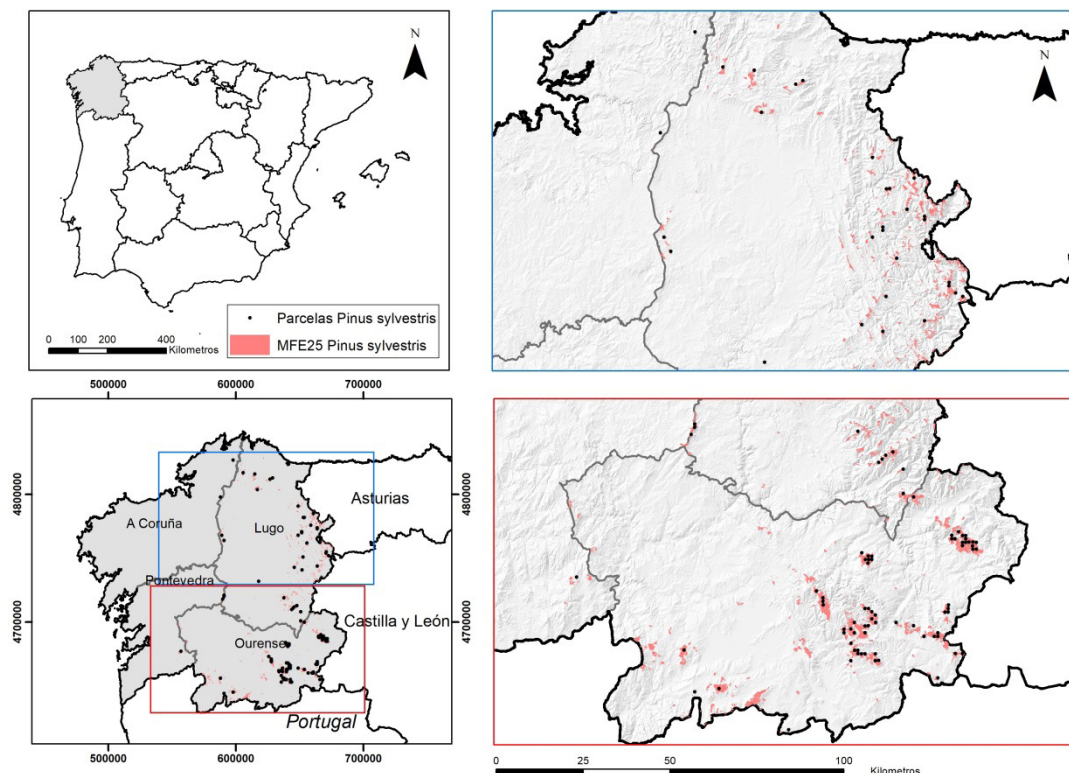 N
N
0 100 200 400
Kilometros
Parcelas Pinus sylvestris
MFE25 Pinus sylvestris
500000 600000 700000
4800000
4700000
4800000
4700000
Asturias
A Coruña
Lugo
Pontevedra
Castilla y León
Ourense
Portugal
500000 600000 700000
0 25 50 100
Kilometros